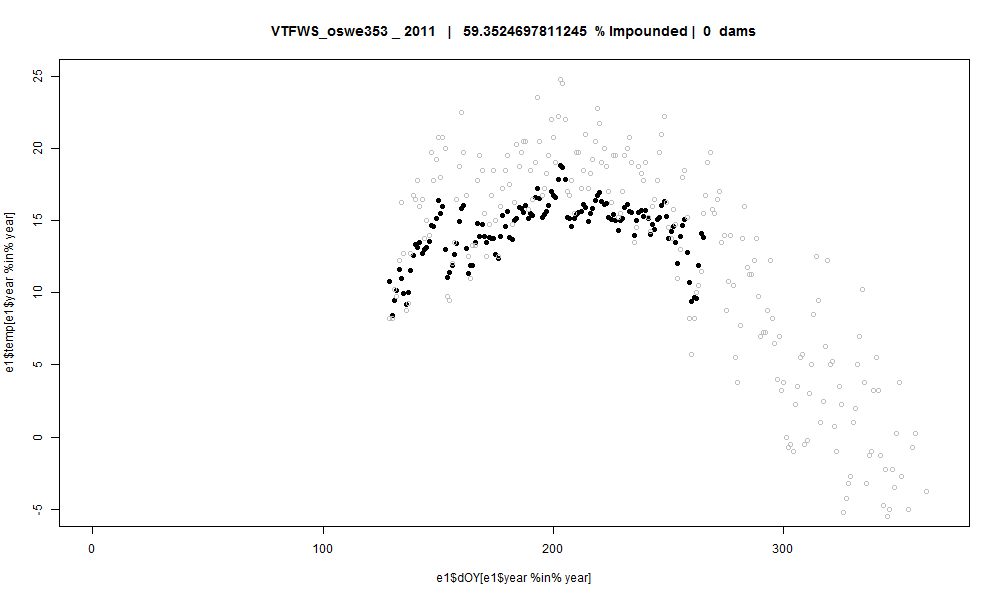 VTFWS_oswe353 _ 2011 | 59.3524697811245 % Impounded | 0 dams
25
20
15
10
5
0
-5
e1$temp[e1$year %in% year]
0 100 200 300
e1$dOY[e1$year %in% year]